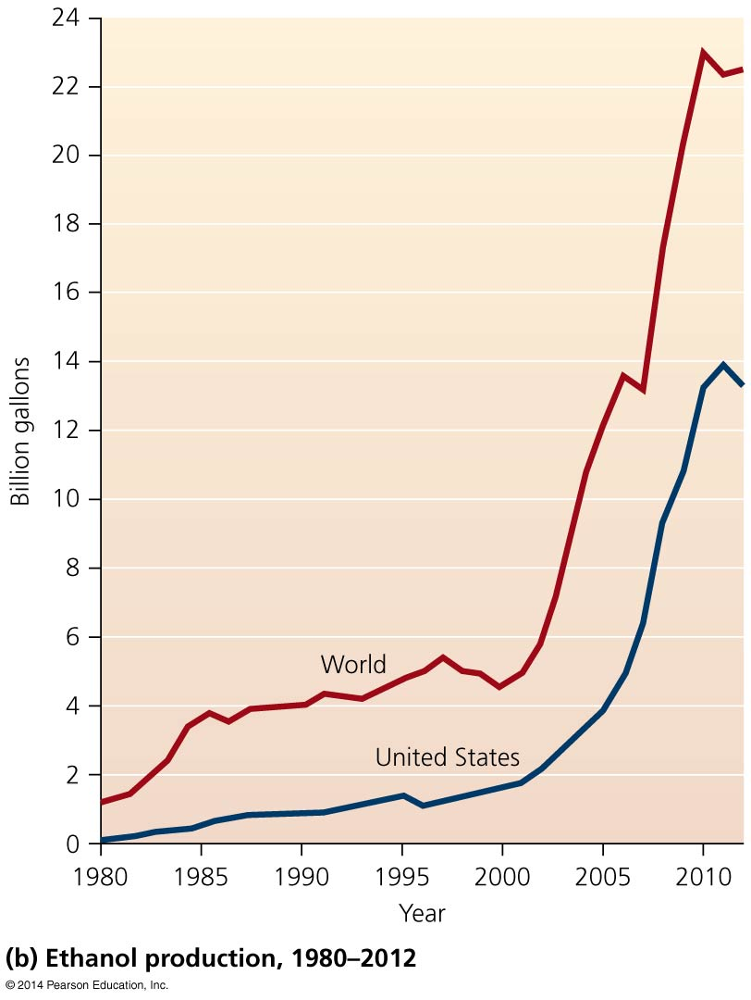 24
22
20
18
16
14
12
10
8
6
4
2
0
Billion gallons
World
United States
1980 1985 1990 1995 2000 2005 2010
Year
(b) Ethanol production, 1980–2012
© 2014 Pearson Education, Inc.